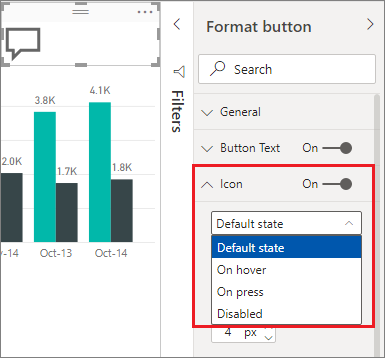 Format button
Search
Filters
General
Button Text On
Icon On
Default state
Default state
On hover
On press
Disabled
4 px
3.8K
4.1K
2.0K
1.7K
1.8K
-14
Oct-13
Oct-14